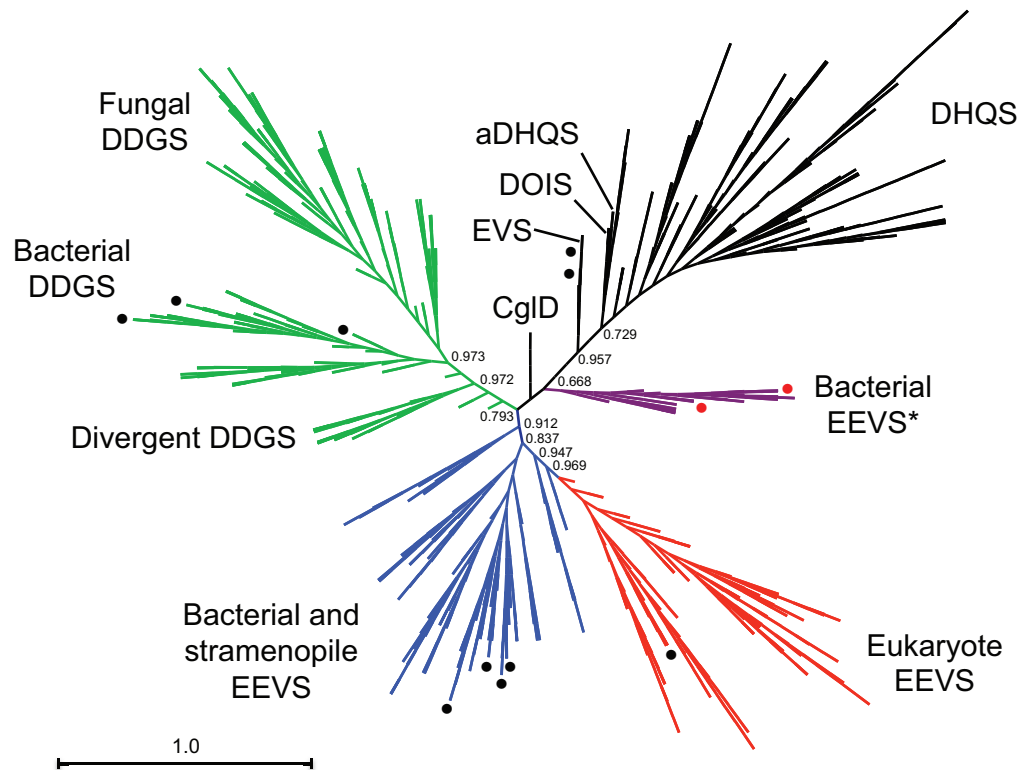 Fungal
DDGS
aDHQS
DHQS
DOIS
EVS
Bacterial
DDGS
CglD
0.729
0.973
0.957
0.972
0.668
Bacterial
EEVS*
0.793
0.912
Divergent DDGS
0.837
0.947
0.969
Bacterial and
stramenopile
EEVS
Eukaryote
EEVS
1.0